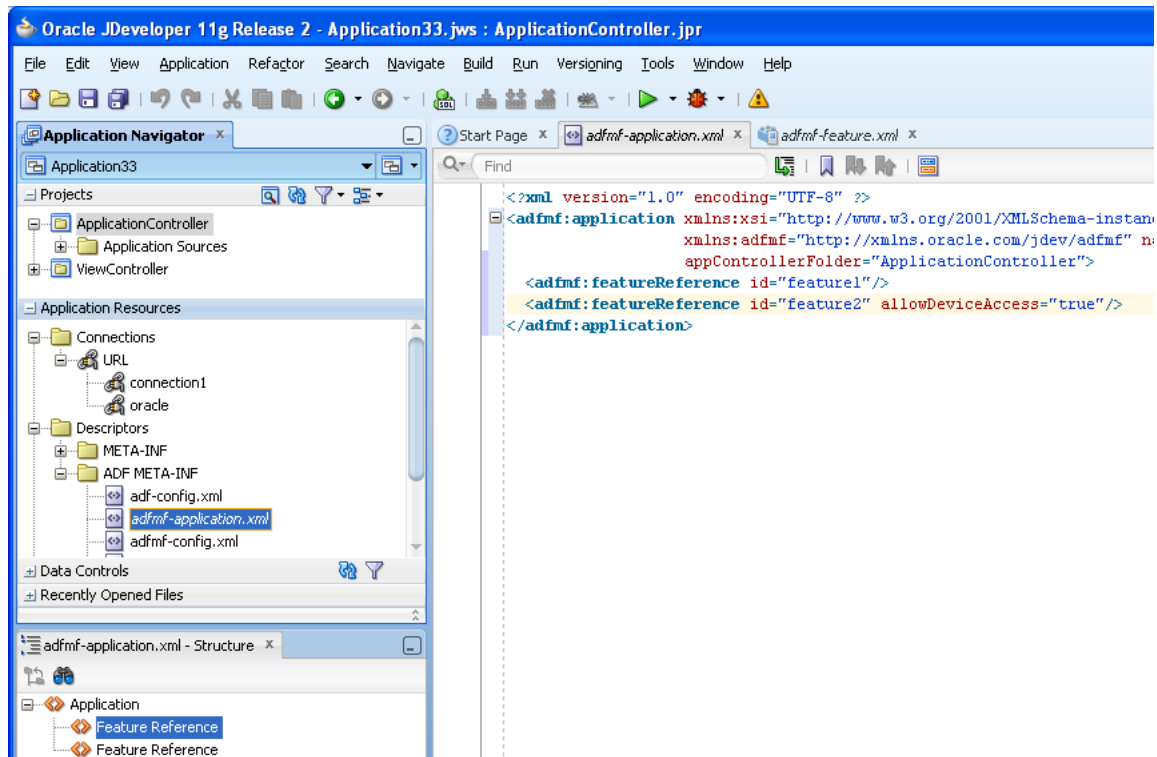 Oracle JDeveloper 11g Release 2 - Application33.jws : ApplicationController.jpr
File Edit View Application Refactor Search Navigate Build Run Versioning Tools Window Help
Application Navigator x
Application33
Projects
ApplicationController
Application Sources
ViewController
Application Resources
Connections
URL
connection1
oracle
Descriptors
META-INF
ADF META-INF
adf-config.xml
adfmf-application.xml
adfmf-config.xml
Data Controls
Recently Opened Files
adfmf-application.xml - Structure x
Application
Feature Reference
Feature Reference
Start Page x adfmf-application.xml x adfmf-feature.xml x
Find
<?xml version="1.0" encoding="UTF-8" ?>
<adfmf:application xmlns:xsi="http://www.w3.org/2001/XMLSchema-instanc
xmlns:adfmf="http://xmlns.oracle.com/jdev/adfmf" na
appControllerFolder="ApplicationController">
<adfmf:featureReference id="feature1"/>
<adfmf:featureReference id="feature2" allowDeviceAccess="true"/>
</adfmf:application>